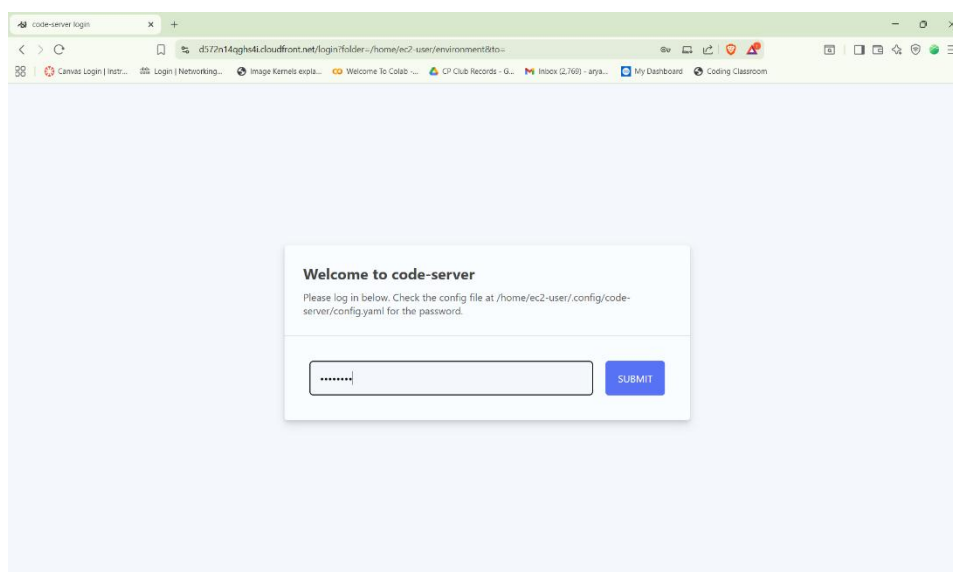 code-server login
d572n14qghs4i.cloudfront.net/login?folder=/home/ec2-user/environment&to=
Canvas Login | Instr...
Login | Networking...
Image Kernels expla...
CO Welcome To Colab -...
CP Club Records - G...
Inbox (2,769) - arya...
My Dashboard
Coding Classroom
Welcome to code-server
Please log in below. Check the config file at /home/ec2-user/.config/code-
server/config.yaml for the password.
SUBMIT